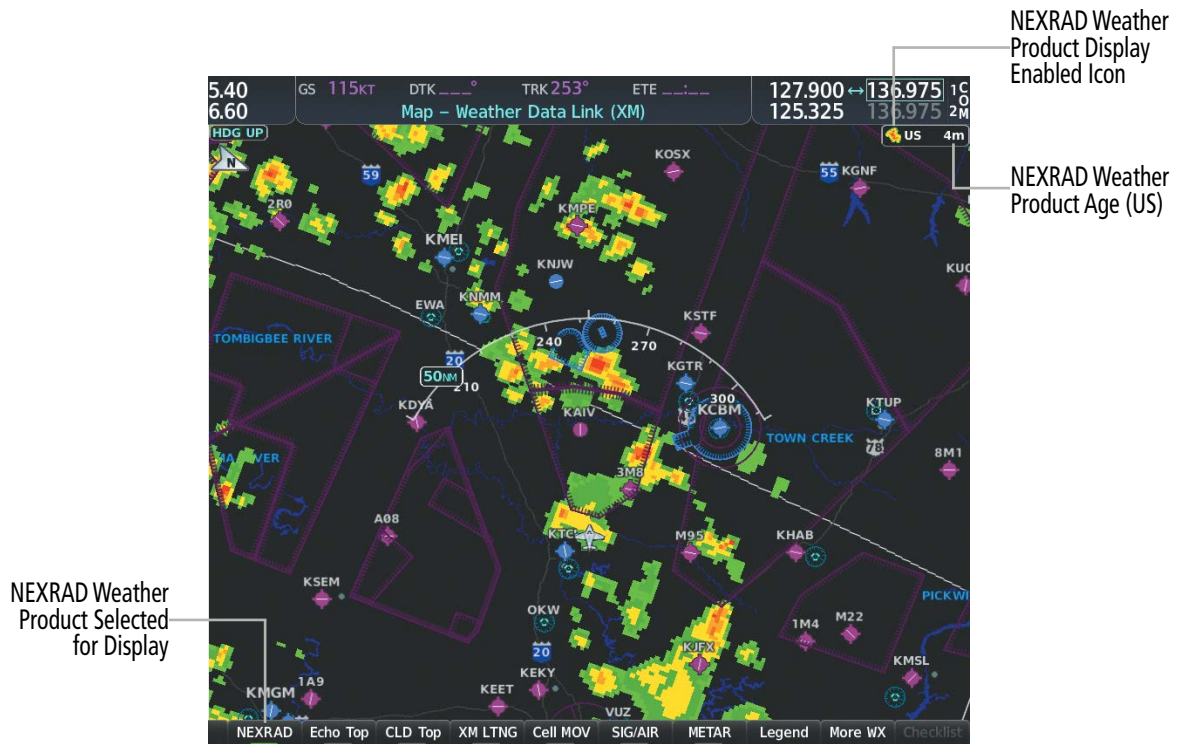 NEXRAD Weather
Product Display
Enabled Icon
5.40 GS 115KT DTK ___° TRK 253° ETE __:__ 127.900 ↔ 136.975 1 C
O
6.60 Map – Weather Data Link (XM) 125.325 136.975 2 M
HDG UP
US 4m
N
KOSX
59
55 KGNF
NEXRAD Weather
Product Age (US)
2R0
KMPE
KMEI
KNJW
KNMM
EWA
KSTF
TOMBIGBEE RIVER
240
270
20
KGTR
50NM
210
300
KDYA
KAIV
KCBM
KTUP
TOWN CREEK
78
8M1
3M8
A08
M95
KHAB
KSEM
NEXRAD Weather
Product Selected
for Display
OKW
1M4 M22
20
KJFX
KMSL
1A9
KEKY
KMGM
KEET
VUZ
NEXRAD Echo Top CLD Top XM LTNG Cell MOV SIG/AIR METAR Legend More WX Checklist